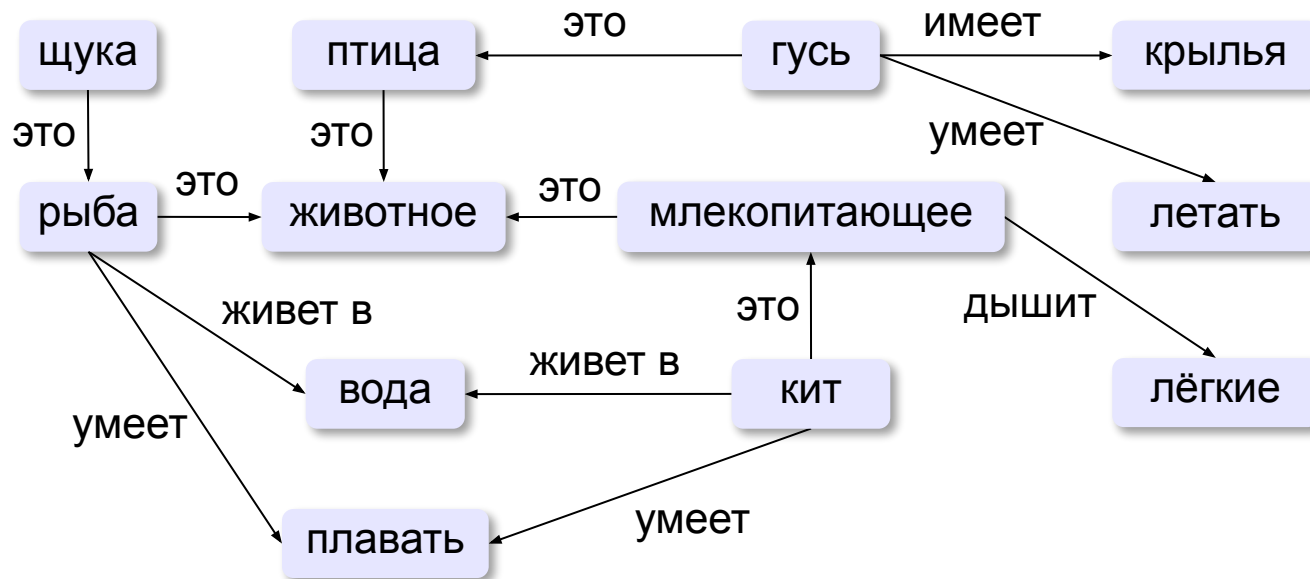 это имеет
щука птица гусь крылья
это это умеет
это это
рыба животное млекопитающее летать
живет в это дышит
живет в
вода кит лёгкие
умеет
умеет
плавать